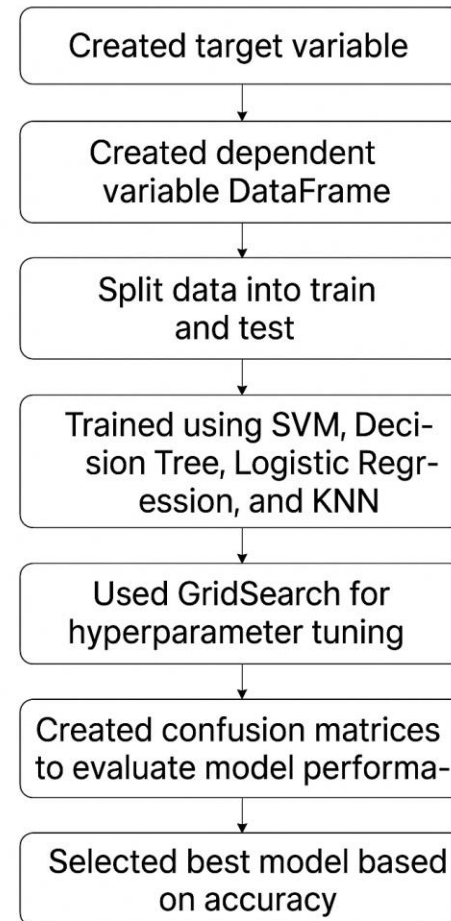 Created target variable
Created dependent
variable DataFrame
Split data into train
and test
Trained using SVM, Deci-
sion Tree, Logistic Regr-
ession, and KNN
Used GridSearch for
hyperparameter tuning
Created confusion matrices
to evaluate model performa-
Selected best model based
on accuracy